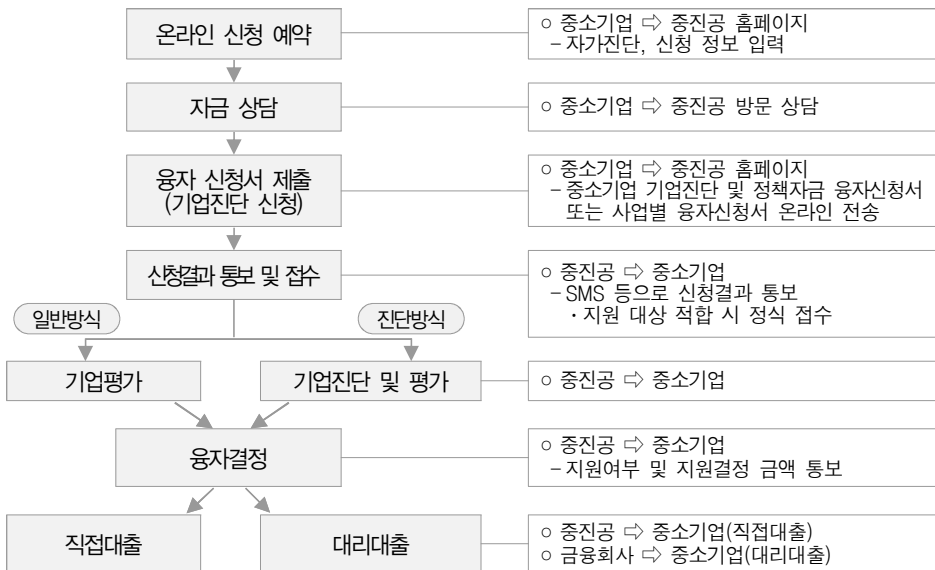 온라인 신청 예약
○ 중소기업 ⇨ 중진공 홈페이지
– 자가진단, 신청 정보 입력
자금 상담
○ 중소기업 ⇨ 중진공 방문 상담
융자 신청서 제출
(기업진단 신청)
○ 중소기업 ⇨ 중진공 홈페이지
– 중소기업 기업진단 및 정책자금 융자신청서
또는 사업별 융자신청서 온라인 전송
신청결과 통보 및 접수
○ 중진공 ⇨ 중소기업
– SMS 등으로 신청결과 통보
· 지원 대상 적합 시 정식 접수
일반방식
진단방식
기업평가
기업진단 및 평가
○ 중진공 ⇨ 중소기업
융자결정
○ 중진공 ⇨ 중소기업
– 지원여부 및 지원결정 금액 통보
직접대출
대리대출
○ 중진공 ⇨ 중소기업(직접대출)
○ 금융회사 ⇨ 중소기업(대리대출)